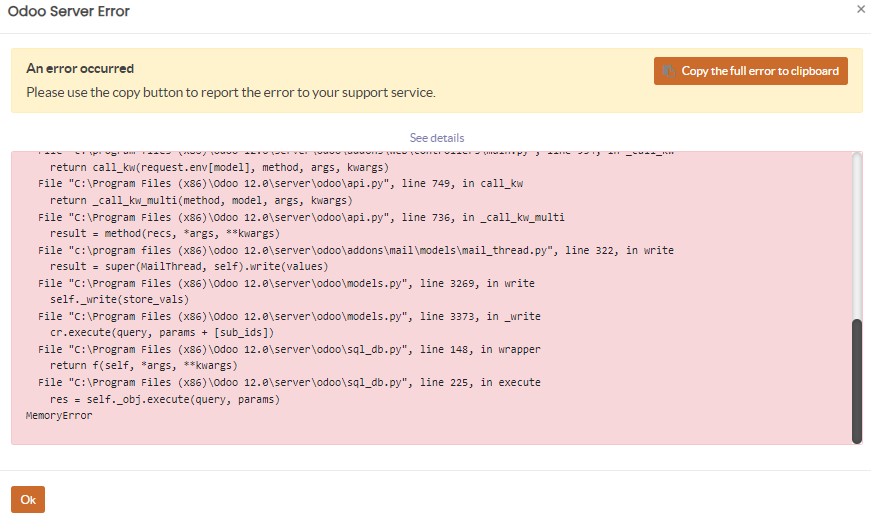 Odoo Server Error
×
An error occurred
Copy the full error to clipboard
Please use the copy button to report the error to your support service.
See details
return call_kw(request.env[model], method, args, kwargs)
File "C:\Program Files (x86)\Odoo 12.0\server\odoo\api.py", line 749, in call_kw
return _call_kw_multi(method, model, args, kwargs)
File "C:\Program Files (x86)\Odoo 12.0\server\odoo\api.py", line 736, in _call_kw_multi
result = method(recs, *args, **kwargs)
File "c:\program files (x86)\odoo 12.0\server\odoo\addons\mail\models\mail_thread.py", line 322, in write
result = super(MailThread, self).write(values)
File "C:\Program Files (x86)\Odoo 12.0\server\odoo\models.py", line 3269, in write
self._write(store_vals)
File "C:\Program Files (x86)\Odoo 12.0\server\odoo\models.py", line 3373, in _write
cr.execute(query, params + [sub_ids])
File "C:\Program Files (x86)\Odoo 12.0\server\odoo\sql_db.py", line 148, in wrapper
return f(self, *args, **kwargs)
File "C:\Program Files (x86)\Odoo 12.0\server\odoo\sql_db.py", line 225, in execute
res = self._obj.execute(query, params)
MemoryError
Ok